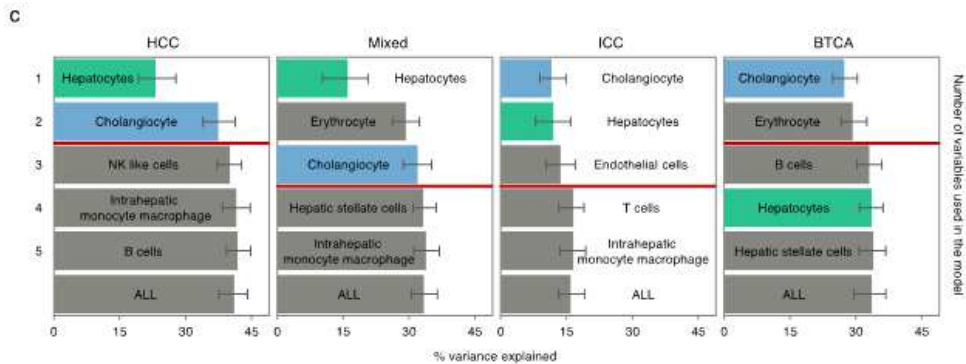 C
HCC
Mixed
ICC
BTCA
1
Hepatocytes
Hepatocytes
Cholangiocyte
Cholangiocyte
2
Cholangiocyte
Erythrocyte
Hepatocytes
Erythrocyte
3
NK like cells
Cholangiocyte
Endothelial cells
B cells
4
Intrahepatic
monocyte macrophage
Hepatic stellate cells
T cells
Hepatocytes
5
B cells
Intrahepatic
monocyte macrophage
Intrahepatic
monocyte macrophage
Hepatic stellate cells
ALL
ALL
ALL
ALL
0 15 30 45
0 15 30 45
0 15 30 45
0 15 30 45
% variance explained
Number of variables used in the model